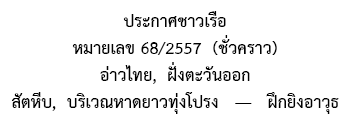 ประกาศชาวเรือ
หมายเลข 68/2557 (ชั่วคราว)
อ่าวไทย, ฝั่งตะวันออก
สัตหีบ, บริเวณหาดยาวทุ่งโปรง — ฝึกยิงอาวุธ